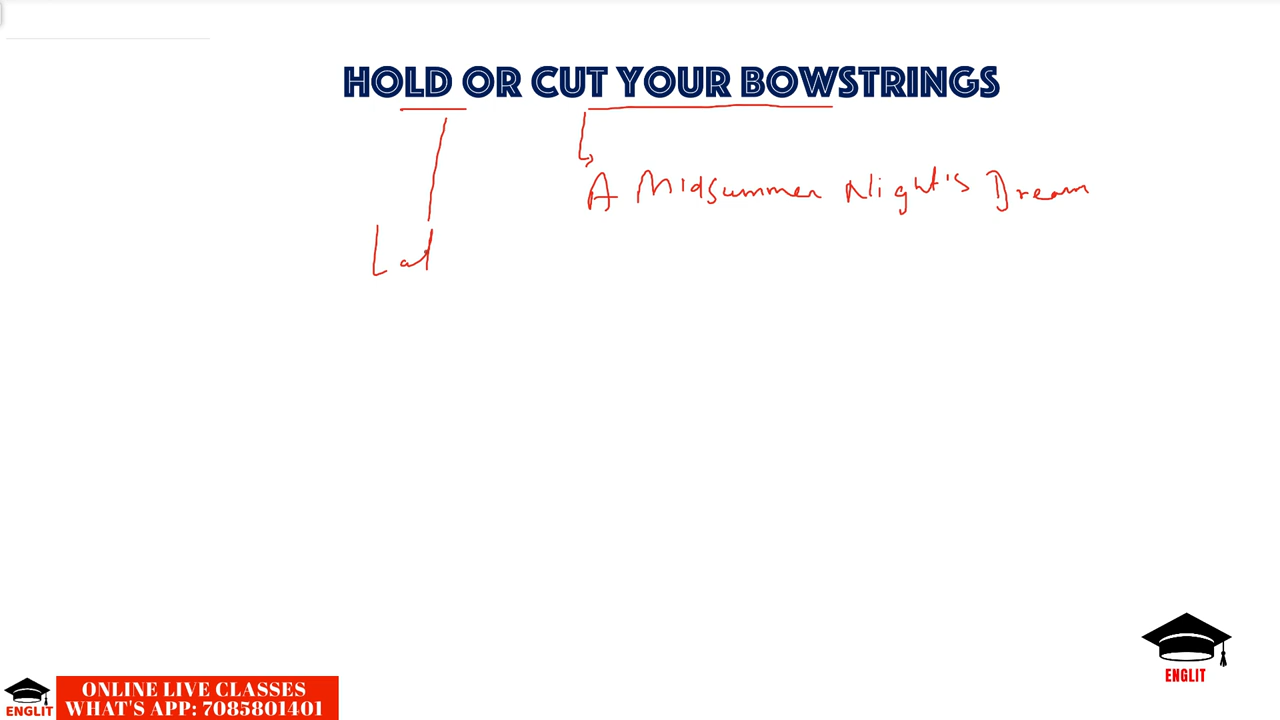 HOLD OR CUT YOUR BOWSTRINGS
A Midsummer Night's Dream
Lat
ENGLIT
ENGLIT
ONLINE LIVE CLASSES
WHAT'S APP: 7085801401